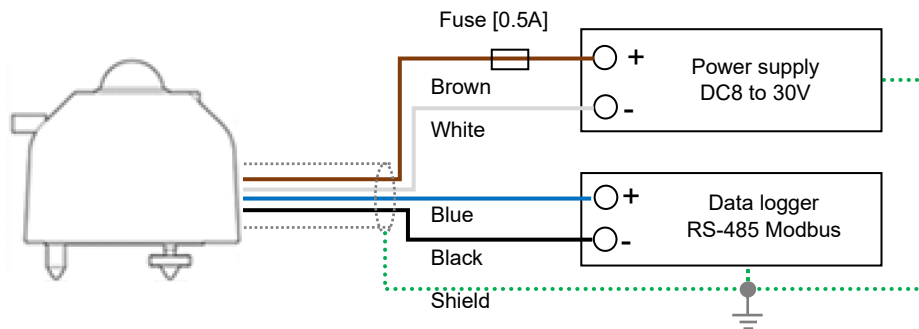 Fuse [0.5A]
+
Power supply
DC8 to 30V
Brown
-
White
+
Data logger
RS-485 Modbus
Blue
-
Black
Shield